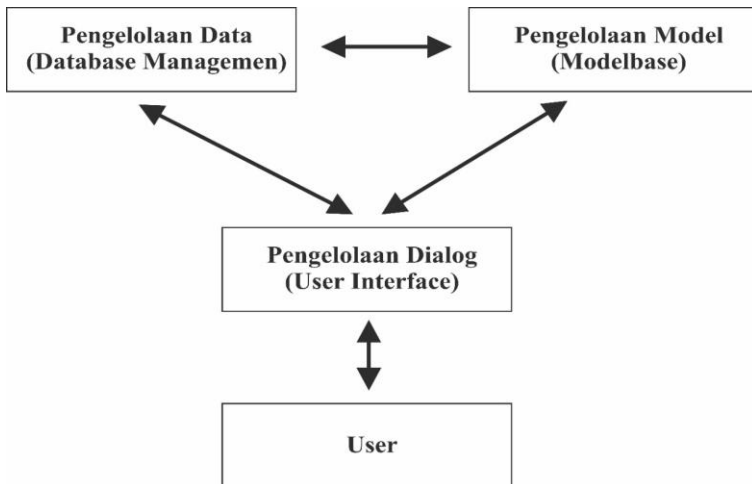 Pengelolaan Data
(Database Managemen)
Pengelolaan Model
(Modelbase)
Pengelolaan Dialog
(User Interface)
User